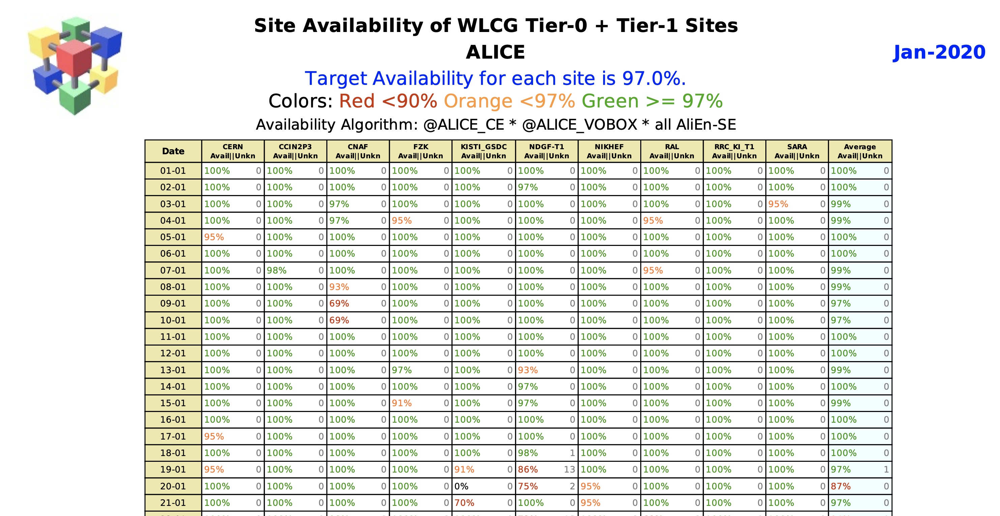 Site Availability of WLCG Tier-0 + Tier-1 Sites
ALICE
Jan-2020
Target Availability for each site is 97.0%.
Colors: Red <90% Orange <97% Green >= 97%
Availability Algorithm: @ALICE_CE * @ALICE_VOBOX * all AliEn-SE
Date CERN CCIN2P3 CNAF FZK KISTI_GSDC NDGF-T1 NIKHEF RAL RRC_KI_T1 SARA Average
Avail||Unkn Avail||Unkn Avail||Unkn Avail||Unkn Avail||Unkn Avail||Unkn Avail||Unkn Avail||Unkn Avail||Unkn Avail||Unkn Avail||Unkn
01-01 100% 0 100% 0 100% 0 100% 0 100% 0 100% 0 100% 0 100% 0 100% 0 100% 0 100% 0
02-01 100% 0 100% 0 100% 0 100% 0 100% 0 97% 0 100% 0 100% 0 100% 0 100% 0 100% 0
03-01 100% 0 100% 0 97% 0 100% 0 100% 0 100% 0 100% 0 100% 0 100% 0 95% 0 99% 0
04-01 100% 0 100% 0 97% 0 95% 0 100% 0 100% 0 100% 0 95% 0 100% 0 100% 0 99% 0
05-01 95% 0 100% 0 100% 0 100% 0 100% 0 100% 0 100% 0 100% 0 100% 0 100% 0 100% 0
06-01 100% 0 100% 0 100% 0 100% 0 100% 0 100% 0 100% 0 100% 0 100% 0 100% 0 100% 0
07-01 100% 0 98% 0 100% 0 100% 0 100% 0 100% 0 100% 0 95% 0 100% 0 100% 0 99% 0
08-01 100% 0 100% 0 93% 0 100% 0 100% 0 100% 0 100% 0 100% 0 100% 0 100% 0 99% 0
09-01 100% 0 100% 0 69% 0 100% 0 100% 0 100% 0 100% 0 100% 0 100% 0 100% 0 97% 0
10-01 100% 0 100% 0 69% 0 100% 0 100% 0 100% 0 100% 0 100% 0 100% 0 100% 0 97% 0
11-01 100% 0 100% 0 100% 0 100% 0 100% 0 100% 0 100% 0 100% 0 100% 0 100% 0 100% 0
12-01 100% 0 100% 0 100% 0 100% 0 100% 0 100% 0 100% 0 100% 0 100% 0 100% 0 100% 0
13-01 100% 0 100% 0 100% 0 97% 0 100% 0 93% 0 100% 0 100% 0 100% 0 100% 0 99% 0
14-01 100% 0 100% 0 100% 0 100% 0 100% 0 97% 0 100% 0 100% 0 100% 0 100% 0 100% 0
15-01 100% 0 100% 0 100% 0 91% 0 100% 0 97% 0 100% 0 100% 0 100% 0 100% 0 99% 0
16-01 100% 0 100% 0 100% 0 100% 0 100% 0 100% 0 100% 0 100% 0 100% 0 100% 0 100% 0
17-01 95% 0 100% 0 100% 0 100% 0 100% 0 100% 0 100% 0 100% 0 100% 0 100% 0 100% 0
18-01 100% 0 100% 0 100% 0 100% 0 100% 0 98% 1 100% 0 100% 0 100% 0 100% 0 100% 0
19-01 95% 0 100% 0 100% 0 100% 0 91% 0 86% 13 100% 0 100% 0 100% 0 100% 0 97% 1
20-01 100% 0 100% 0 100% 0 100% 0 0% 0 75% 2 95% 0 100% 0 100% 0 100% 0 87% 0
21-01 100% 0 100% 0 100% 0 100% 0 70% 0 100% 0 95% 0 100% 0 100% 0 100% 0 97% 0